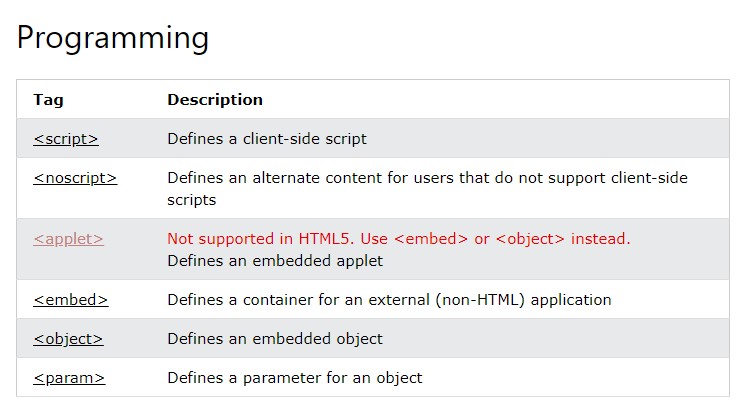 Programming
Tag Description
<script> Defines a client-side script
<noscript> Defines an alternate content for users that do not support client-side
scripts
<applet> Not supported in HTML5. Use <embed> or <object> instead.
Defines an embedded applet
<embed> Defines a container for an external (non-HTML) application
<object> Defines an embedded object
<param> Defines a parameter for an object